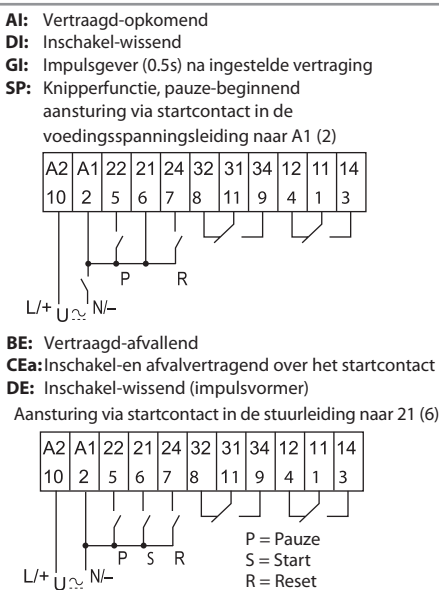 AI: Vertraagd-opkomend
DI: Inschakel-wissend
GI: Impulsgever (0.5s) na ingestelde vertraging
SP: Knipperfunctie, pauze-beginnend
aansturing via startcontact in de
voedingsspanningsleiding naar A1 (2)
A2 A1 22 21 24 32 31 34 12 11 14
10 2 5 6 7 8 11 9 4 1 3
P R
L/+ U N/–
BE: Vertraagd-afvallend
CEa: Inschakel-en afvalvertragend over het startcontact
DE: Inschakel-wissend (impulsvormer)
Aansturing via startcontact in de stuurleiding naar 21 (6)
A2 A1 22 21 24 32 31 34 12 11 14
10 2 5 6 7 8 11 9 4 1 3
P S R
P = Pauze
S = Start
R = Reset
L/+ U N/–